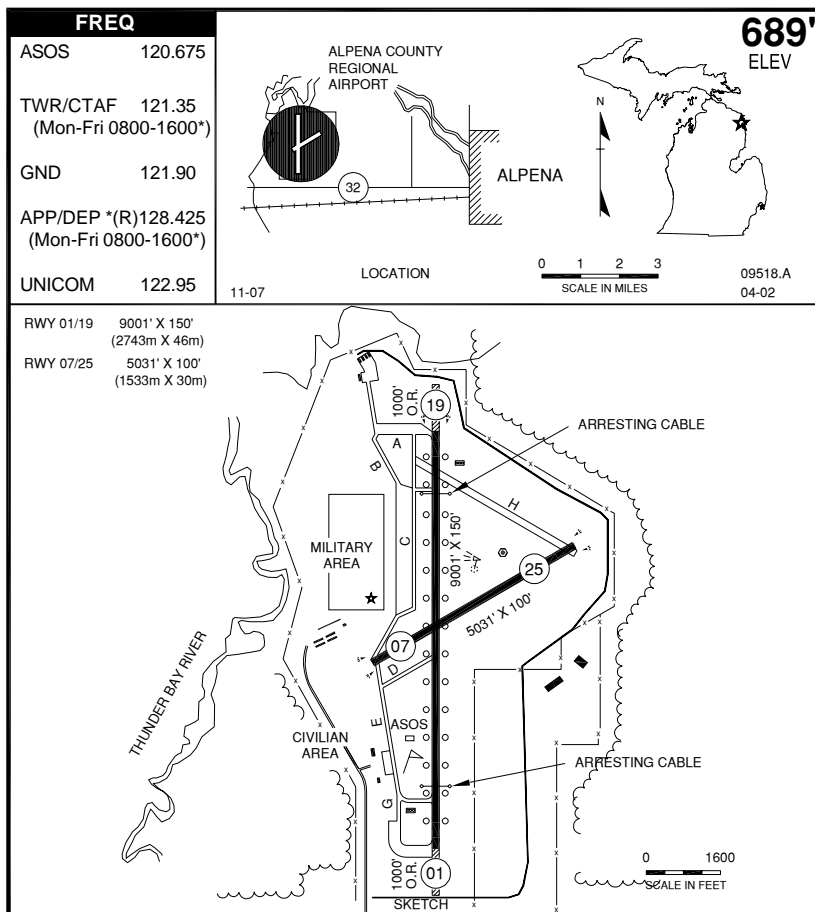 FREQ
ASOS 120.675
TWR/CTAF 121.35
(Mon-Fri 0800-1600*)
GND 121.90
APP/DEP *(R)128.425
(Mon-Fri 0800-1600*)
UNICOM 122.95
ALPENA COUNTY
REGIONAL
AIRPORT
32
ALPENA
LOCATION
11-07
N
0 1 2 3
SCALE IN MILES
689'
ELEV
09518.A
04-02
RWY 01/19 9001' X 150'
(2743m X 46m)
RWY 07/25 5031' X 100'
(1533m X 30m)
1000'
O.R.
19
ARRESTING CABLE
A
B
H
C
MILITARY
AREA
9001' X 150'
25
5031' X 100'
07
D
THUNDER BAY RIVER
E
ASOS
CIVILIAN
AREA
ARRESTING CABLE
G
1000'
O.R.
01
0 1600
SCALE IN FEET
SKETCH